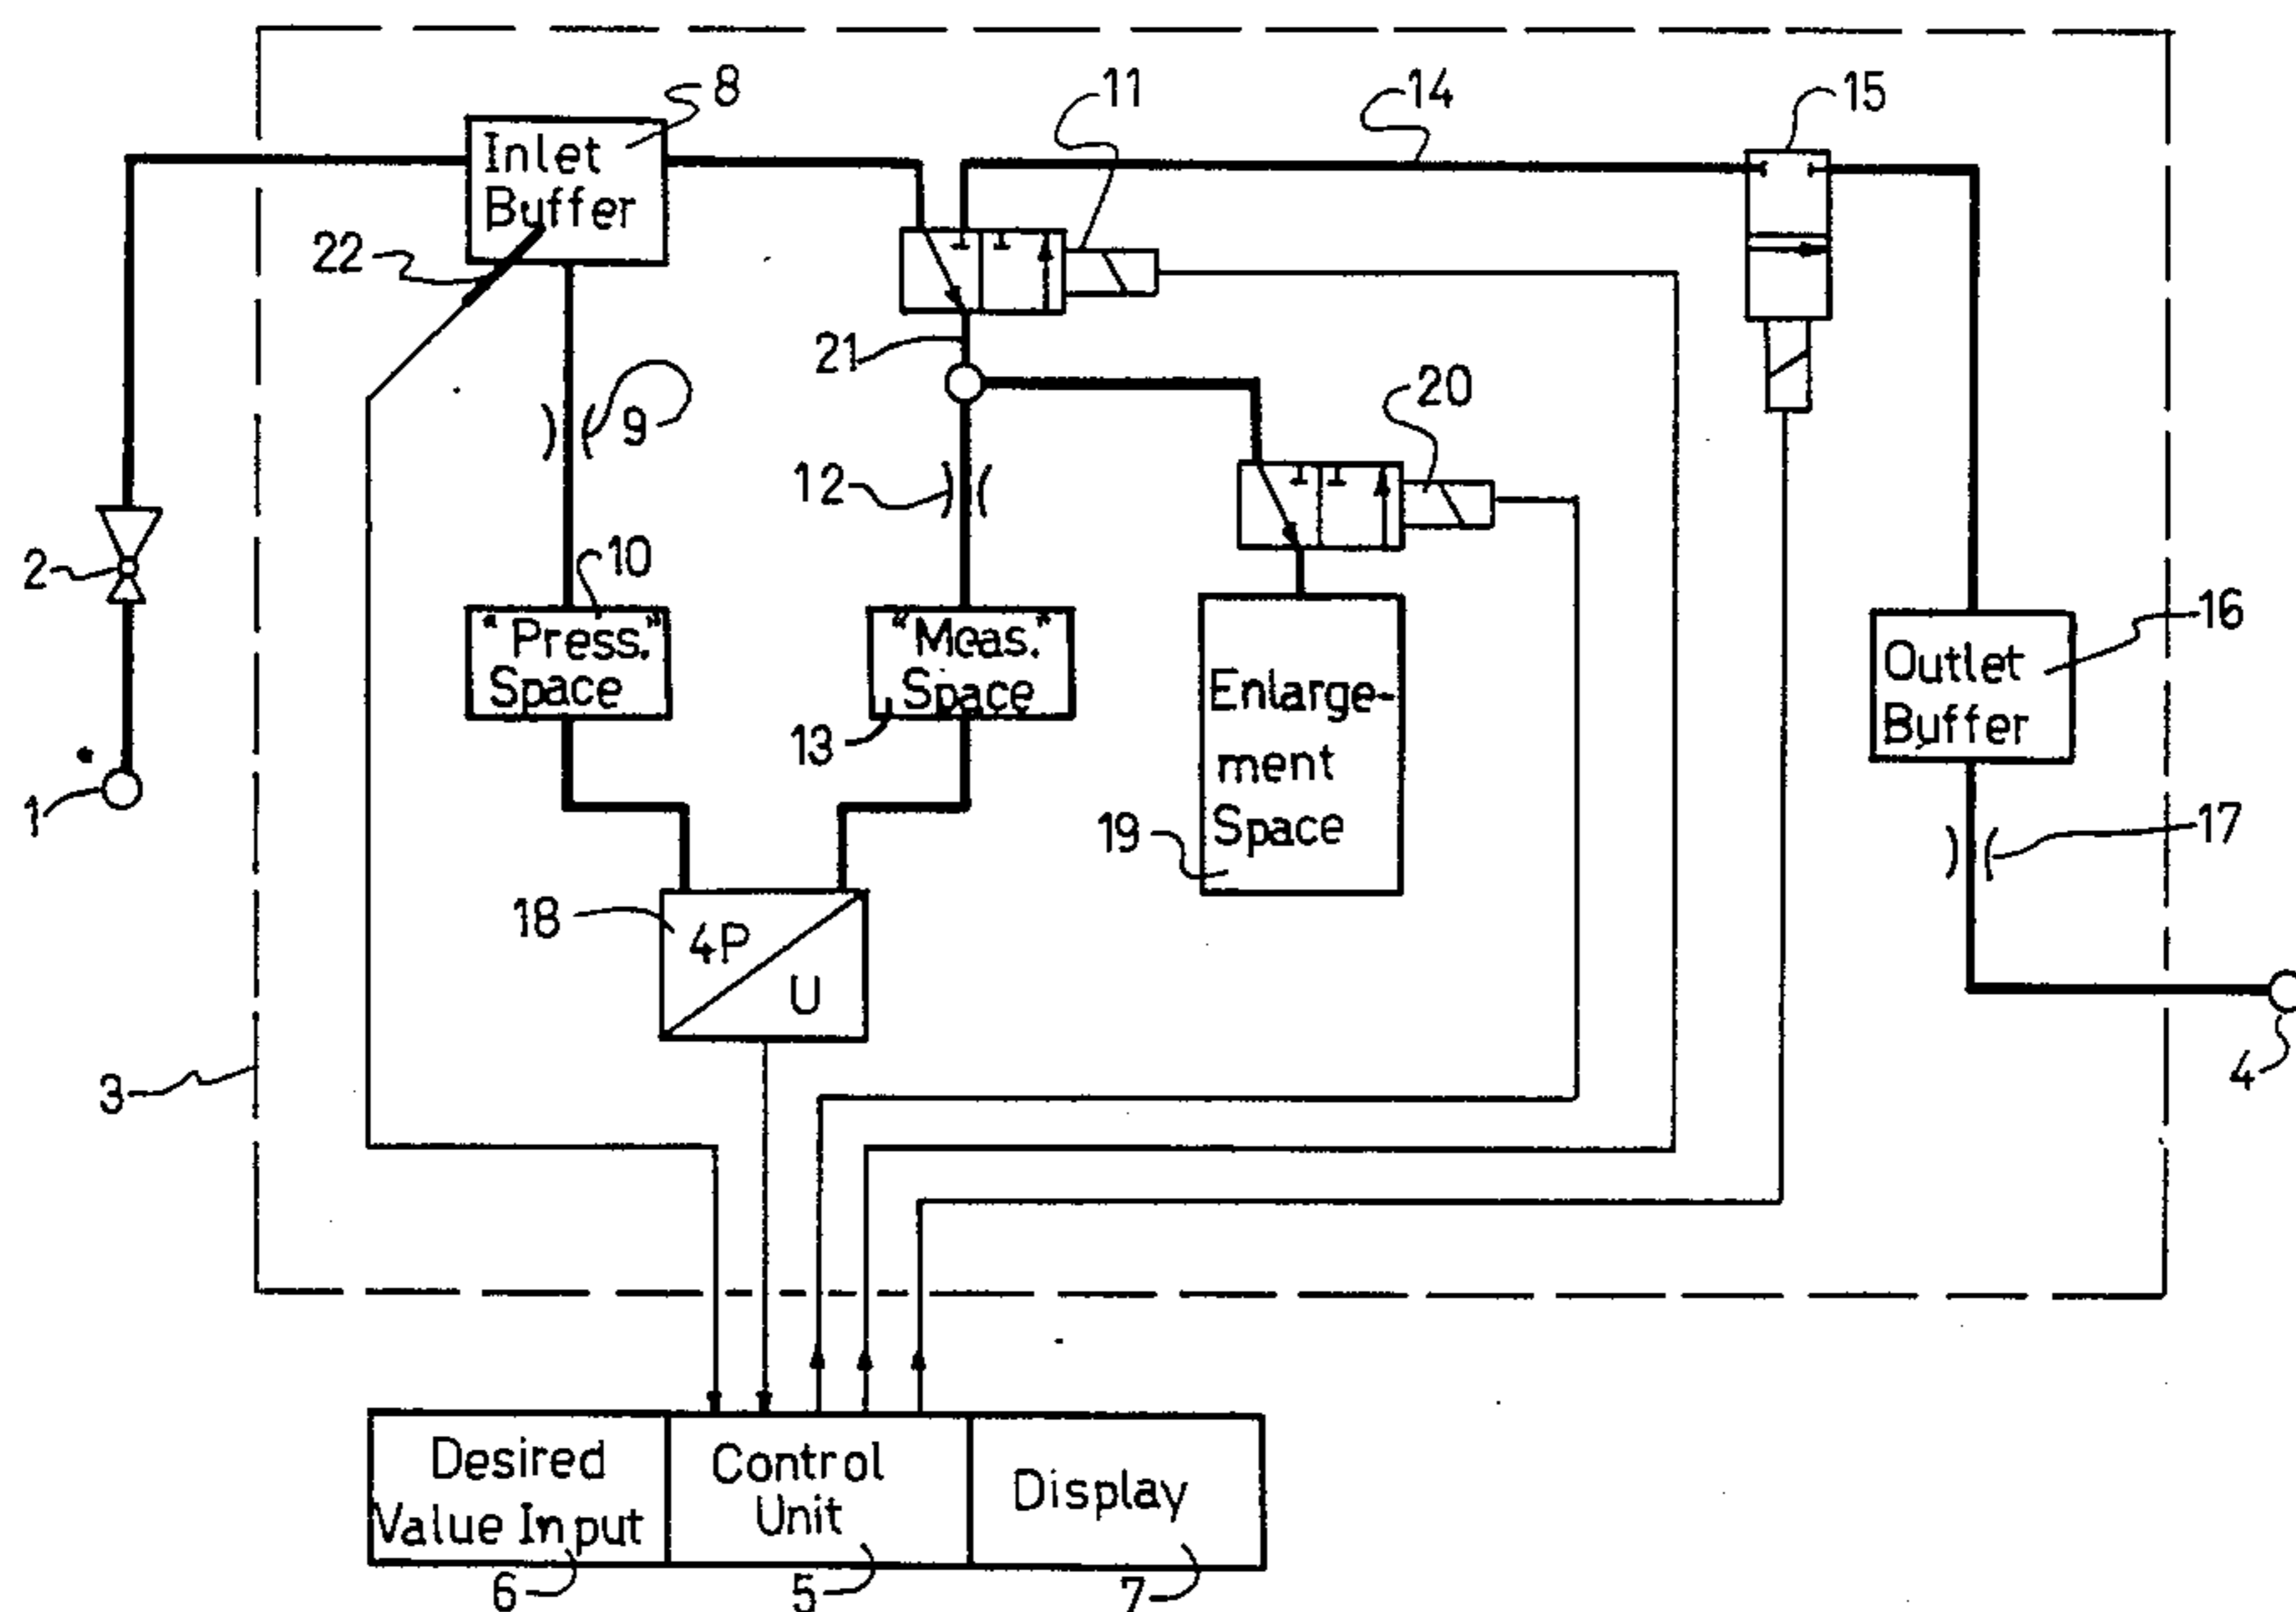 8
11
14
15
Inlet
Buffer
22
21
20
9
12
2
10
"Press."
Space
"Meas."
Space
16
Outlet
Buffer
Enlarge-
ment
Space
13
1
19
17
18
4P
U
3
4
Desired
Value Input
Control
Unit
Display
6
5
7